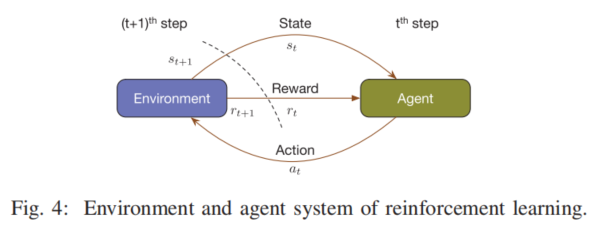 (t+1)th step
State
tth step
st+1
st
Environment
Reward
Agent
rt+1
rt
Action
at
Fig. 4: Environment and agent system of reinforcement learning.